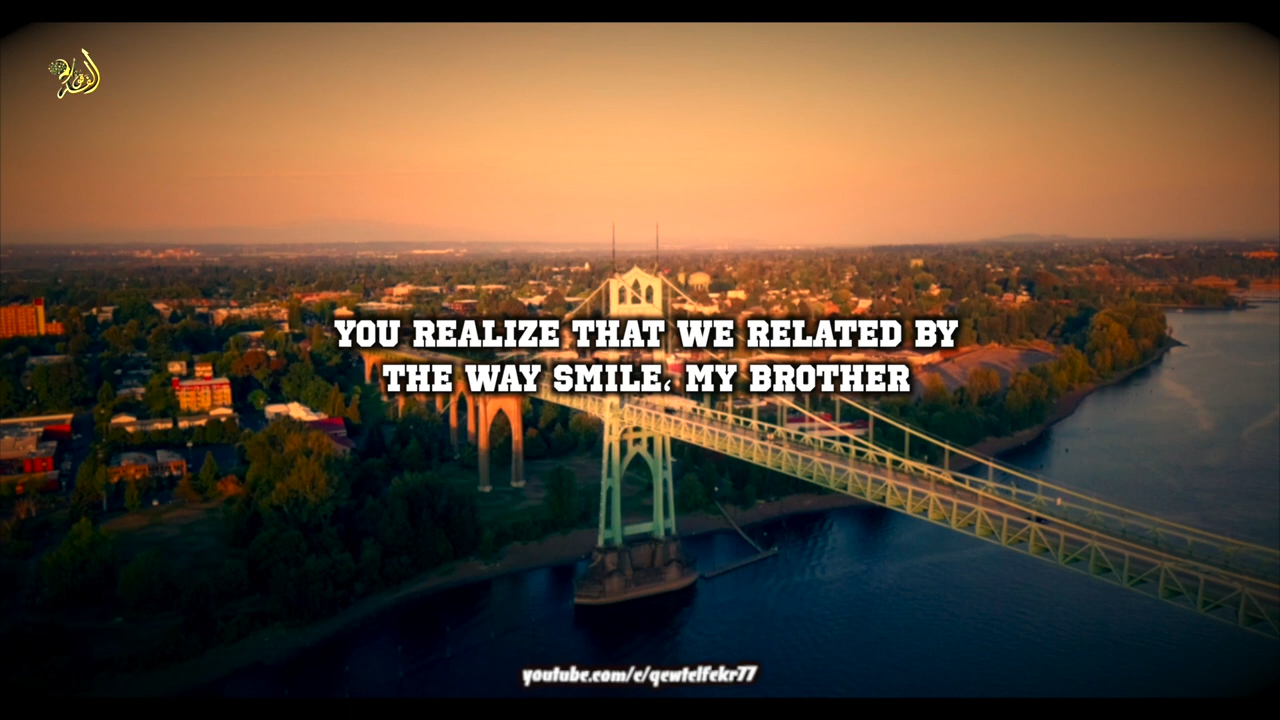 YOU REALIZE THAT WE RELATED BY
THE WAY SMILE، MY BROTHER
youtube.com/c/qewtelfekr77